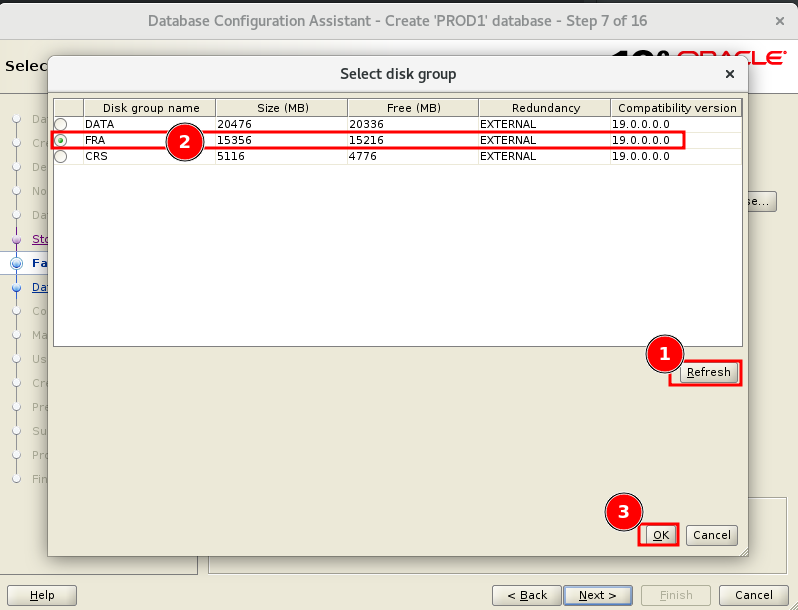 Database Configuration Assistant - Create 'PROD1' database - Step 7 of 16
Selec
Select disk group
Disk group name Size (MB) Free (MB) Redundancy Compatibility version
DATA 20476 20336 EXTERNAL 19.0.0.0.0
FRA 15356 15216 EXTERNAL 19.0.0.0.0
CRS 5116 4776 EXTERNAL 19.0.0.0.0
2
Da
Cr
De
No
Da
Sto
Fa
Da
Co
Ma
Us
Cre
Pre
Su
Pro
Fin
se...
1
Refresh
3
OK Cancel
Help < Back Next > Finish Cancel